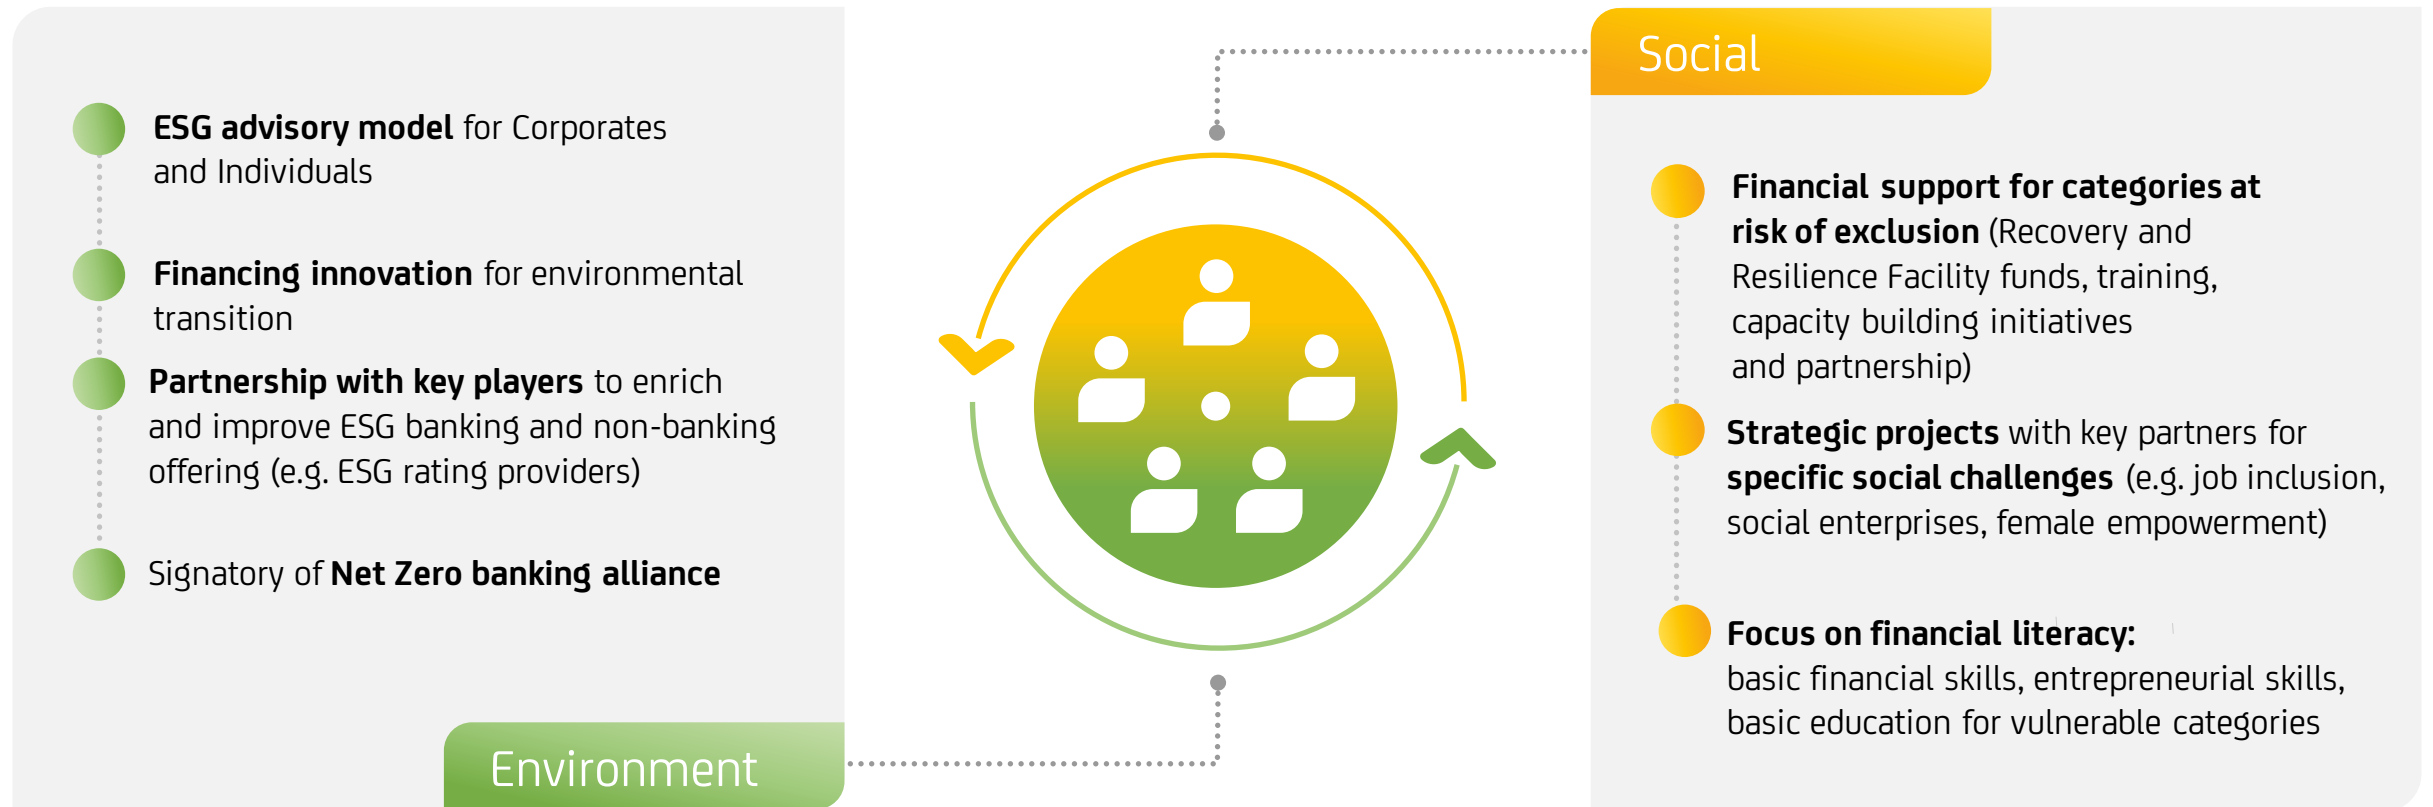 ESG advisory model for Corporates
and Individuals
Financing innovation for environmental
transition
Partnership with key players to enrich
and improve ESG banking and non-banking
offering (e.g. ESG rating providers)
Signatory of Net Zero banking alliance
Environment
Social
Financial support for categories at
risk of exclusion (Recovery and
Resilience Facility funds, training,
capacity building initiatives
and partnership)
Strategic projects with key partners for
specific social challenges (e.g. job inclusion,
social enterprises, female empowerment)
Focus on financial literacy:
basic financial skills, entrepreneurial skills,
basic education for vulnerable categories